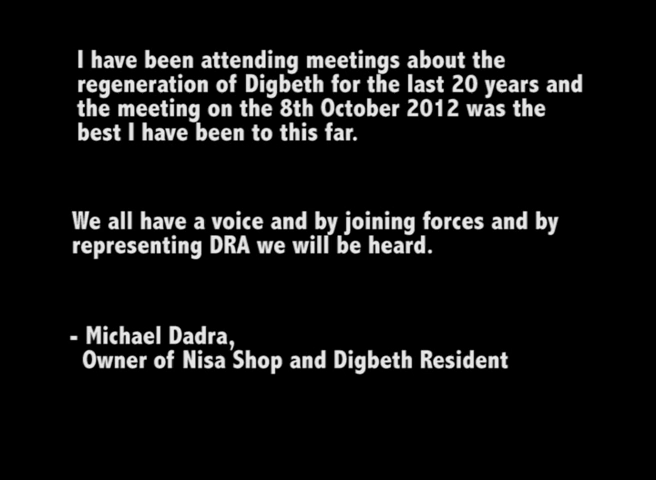 I have been attending meetings about the
regeneration of Digbeth for the last 20 years and
the meeting on the 8th October 2012 was the
best I have been to this far.
We all have a voice and by joining forces and by
representing DRA we will be heard.
- Michael Dadra,
Owner of Nisa Shop and Digbeth Resident